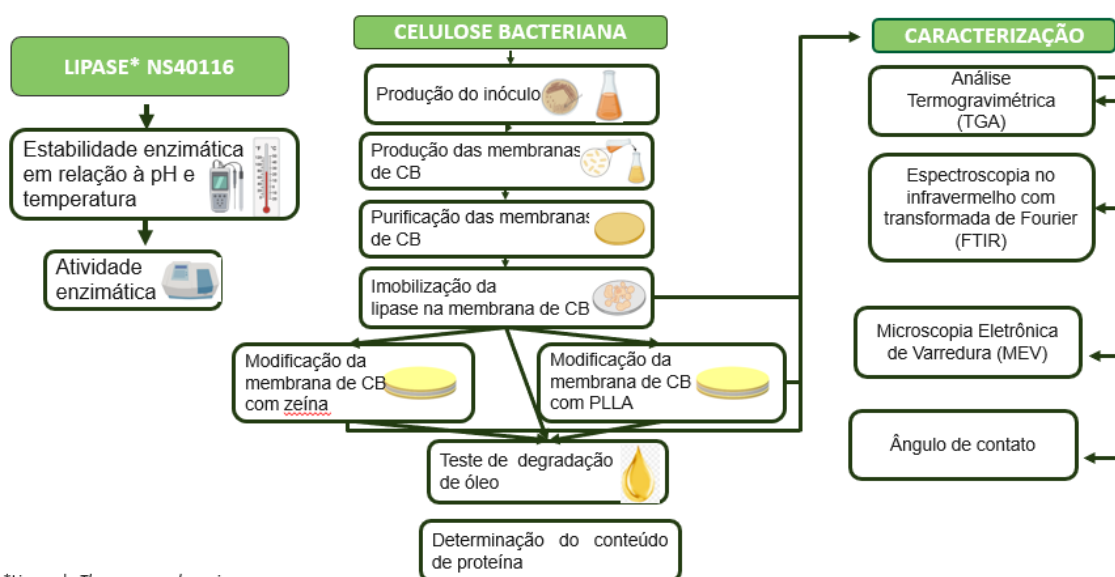 LIPASE* NS40116
Estabilidade enzimática
em relação à pH e
temperatura
Atividade
enzimática
CELULOSE BACTERIANA
Produção do inóculo
Produção das membranas
de CB
Purificação das membranas
de CB
Imobilização da
lipase na membrana de CB
Modificação da
membrana de CB
com zeína
Modificação da
membrana de CB
com PLLA
Teste de degradação
de óleo
Determinação do conteúdo
de proteína
CARACTERIZAÇÃO
Análise
Termogravimétrica
(TGA)
Espectroscopia no
infravermelho com
transformada de Fourier
(FTIR)
Microscopia Eletrônica
de Varredura (MEV)
Ângulo de contato